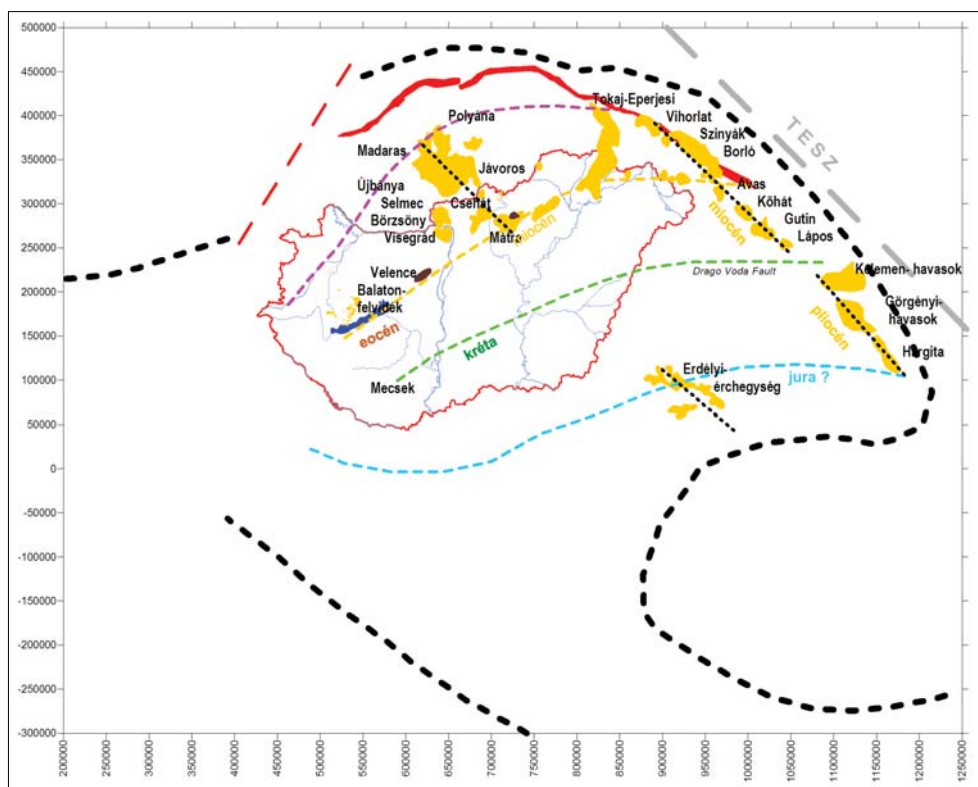 500000
450000
400000
350000
300000
250000
200000
150000
100000
50000
0
-50000
-100000
-150000
-200000
-250000
-300000
200000
250000
300000
350000
400000
450000
500000
550000
600000
650000
700000
750000
800000
850000
900000
950000
1000000
1050000
1100000
1150000
1200000
1250000
TESZ
Tokaj-Eperjesi
Polyana
Vihorlat
Szinyák
Borló
Madaras
Jávoros
Újbánya
Selmec
Cserhát
Börzsöny
Visegrád
Mátra
miocén
Avas
Kőhát
Gutin
Lápos
miocén
Velence
Balaton-
felvidék
eocén
Drago Voda Fault
Kelemen- havasok
Görgényi-
havasok
pliocén
Hargita
kréta
Mecsek
Erdélyi-
érchegység
jura ?